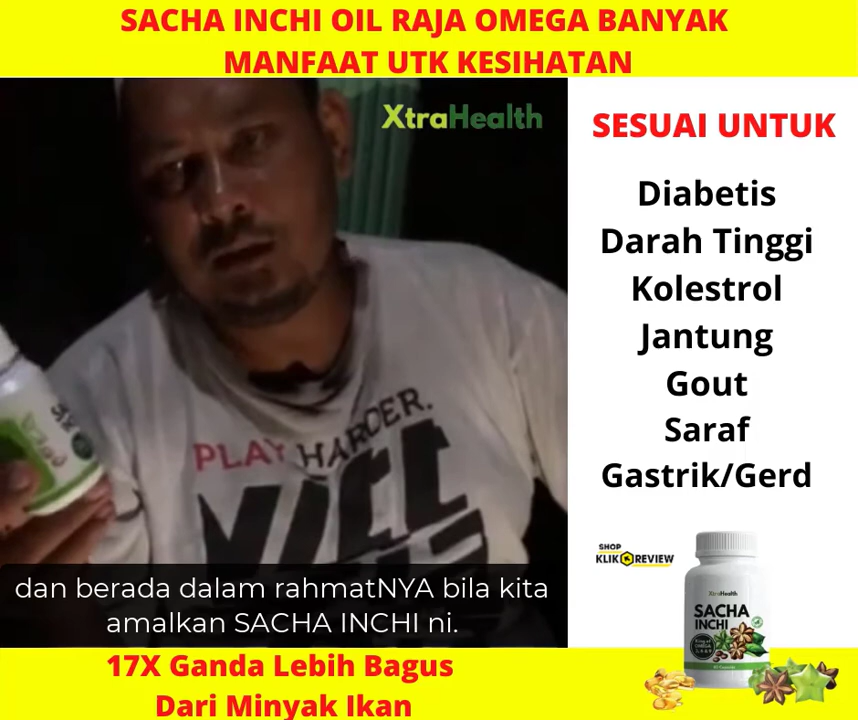 SACHA INCHI OIL RAJA OMEGA BANYAK
MANFAAT UTK KESIHATAN
XtraHealth
SESUAI UNTUK
Diabetis
Darah Tinggi
Kolestrol
Jantung
Gout
Saraf
Gastrik/Gerd
PLAY HARDER.
dan berada dalam rahmatNYA bila kita
amalkan SACHA INCHI ni.
SHOP
KLIK REVIEW
XtraHealth
SACHA
INCHI
17X Ganda Lebih Bagus
Dari Minyak Ikan